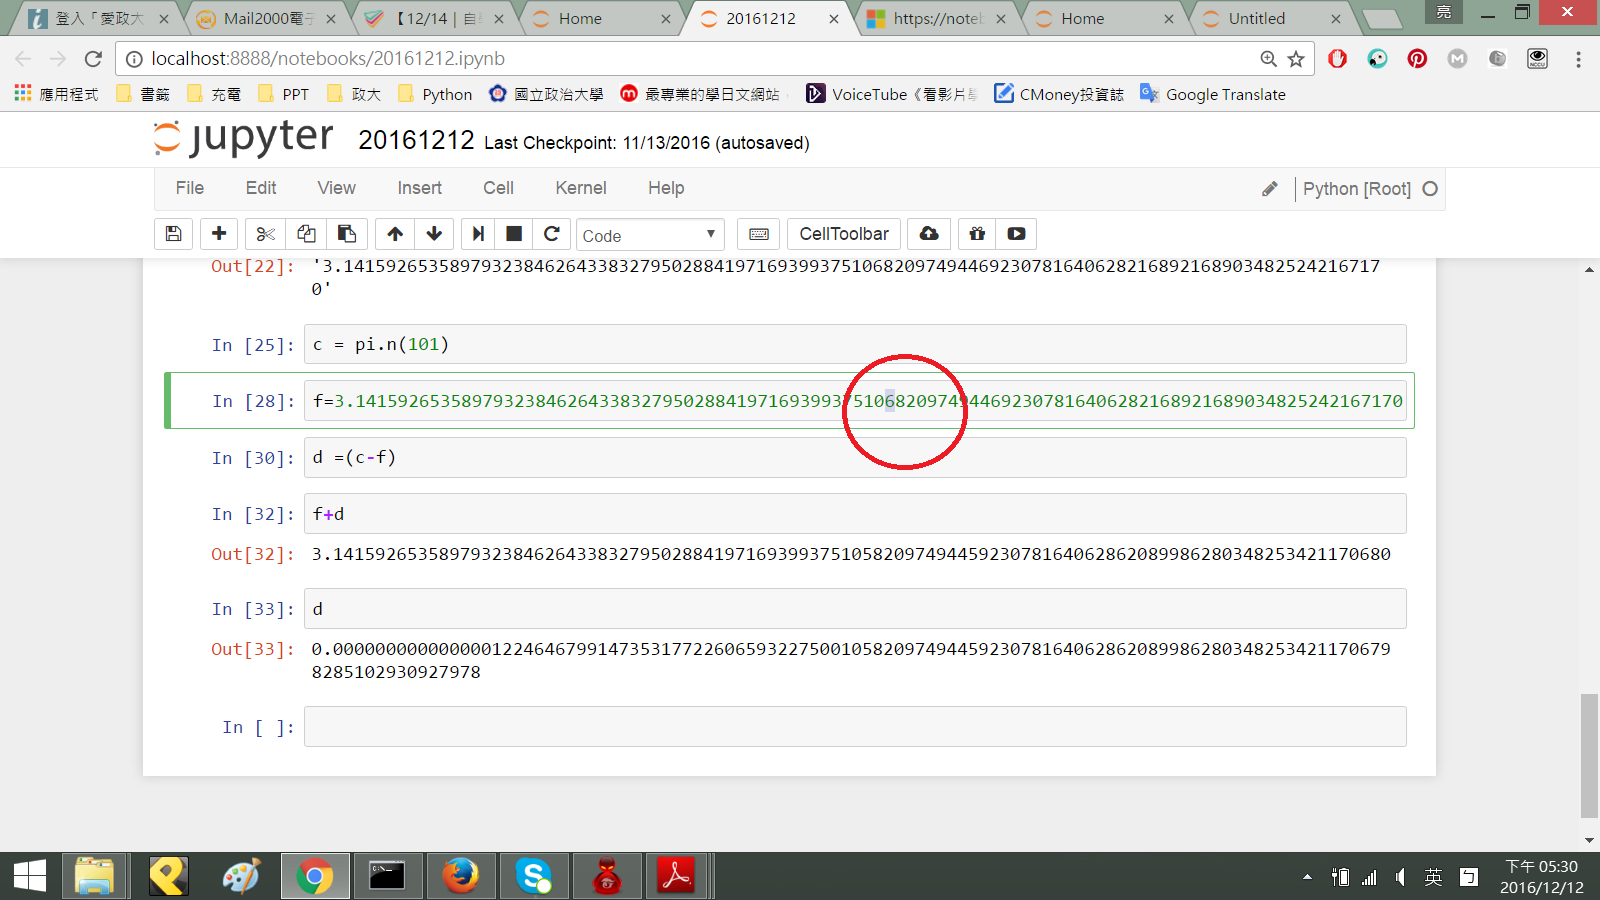 登入「愛政大
Mail2000電子
【12/14 | 自
Home
20161212
https://noteb
Home
Untitled
亮
localhost:8888/notebooks/20161212.ipynb
應用程式
書籤
充電
PPT
政大
Python
國立政治大學
最專業的學日文網站
VoiceTube《看影片學
CMoney投資誌
Google Translate
jupyter 20161212 Last Checkpoint: 11/13/2016 (autosaved)
File Edit View Insert Cell Kernel Help Python [Root]
Code CellToolbar
Out[22]: '3.14159265358979323846264338327950288419716939937510682097494469230781640628216892168903482524216717
0'
In [25]: c = pi.n(101)
In [28]: f=3.141592653589793238462643383279502884197169399375106820974944692307816406282168921689034825242167170
In [30]: d =(c-f)
In [32]: f+d
Out[32]: 3.1415926535897932384626433832795028841971693993751058209749445923078164062862089986280348253421170680
In [33]: d
Out[33]: 0.0000000000000001224646799147353177226065932275001058209749445923078164062862089986280348253421170679
8285102930927978
In [ ]:
英
下午 05:30
2016/12/12